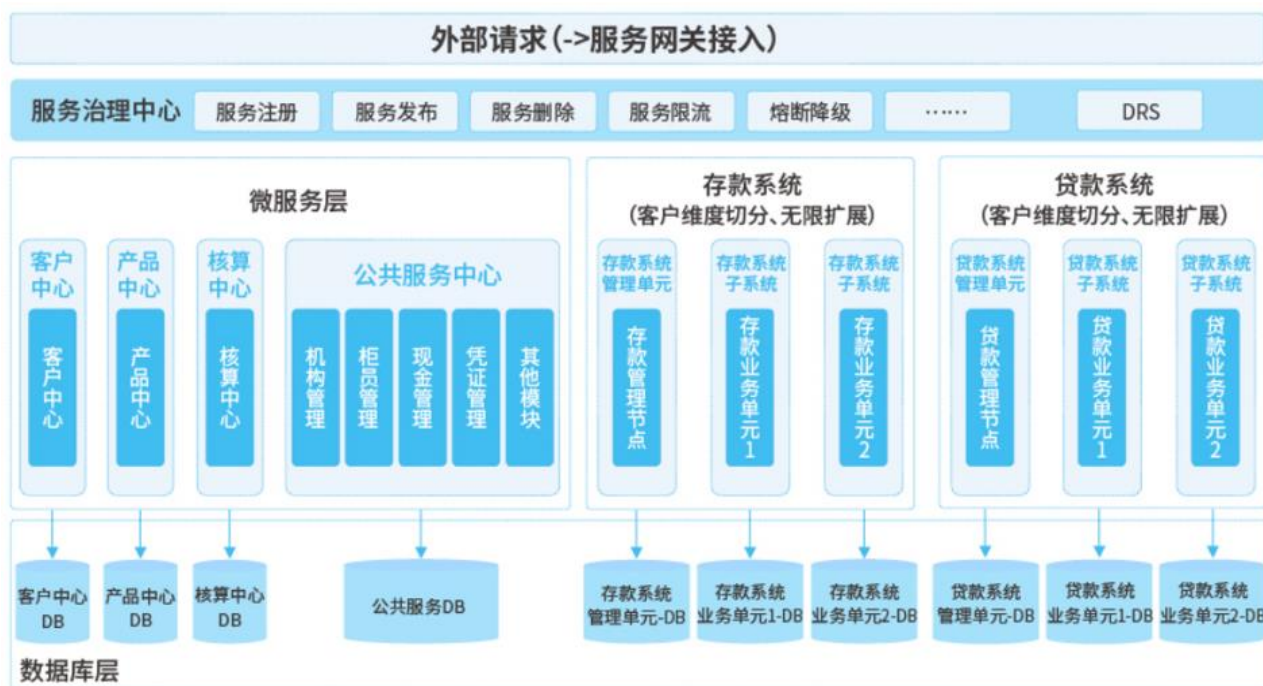 外部请求(->服务网关接入)
服务治理中心 服务注册 服务发布 服务删除 服务限流 熔断降级 …… DRS
微服务层
客户
中心
产品
中心
核算
中心
公共服务中心
客户中心
产品中心
核算中心
机构管理
柜员管理
现金管理
凭证管理
其他模块
存款系统
(客户维度切分、无限扩展)
存款系统
管理单元
存款系统
子系统
存款系统
子系统
存款管理节点
存款业务单元1
存款业务单元2
贷款系统
(客户维度切分、无限扩展)
贷款系统
管理单元
贷款系统
子系统
贷款系统
子系统
贷款管理节点
贷款业务单元1
贷款业务单元2
客户中心
DB
产品中心
DB
核算中心
DB
公共服务DB
存款系统
管理单元-DB
存款系统
业务单元1-DB
存款系统
业务单元2-DB
贷款系统
管理单元-DB
贷款系统
业务单元1-DB
贷款系统
业务单元2-DB
数据库层